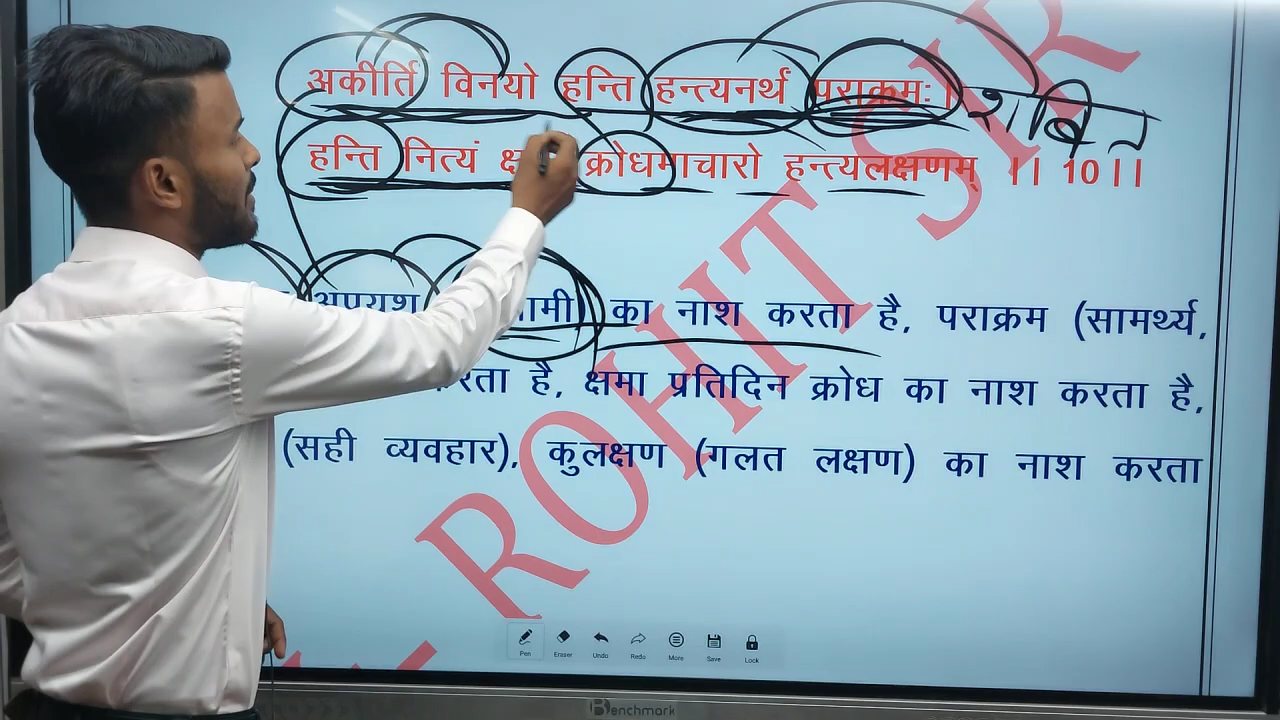 अकीर्ति विनयो हन्ति हन्त्यनर्थ पराक्रमः। शक्ति
हन्ति नित्यं क्रोधमाचारो हन्त्यलक्षणम् ।। 10।।
अपयश का नाश करता है, पराक्रम (सामर्थ्य,
है, क्षमा प्रतिदिन क्रोध का नाश करता है,
(सही व्यवहार), कुलक्षण (गलत लक्षण) का नाश करता
ROHIT SIR
Pen Eraser Undo Redo More Save Lock
Benchmark